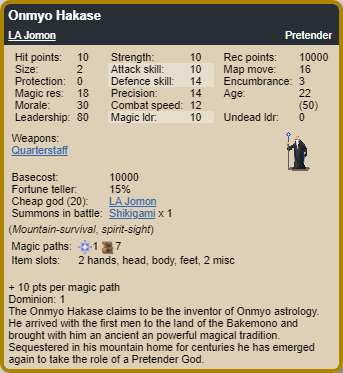 Onmyo Hakase
LA Jomon Pretender
Hit points: 10 Strength: 10 Rec points: 10000
Size: 2 Attack skill: 10 Map move: 16
Protection: 0 Defence skill: 14 Encumbrance: 3
Magic res: 18 Precision: 14 Age: 22
Morale: 30 Combat speed: 12 (50)
Leadership: 80 Magic ldr: 10 Undead ldr: 0
Weapons:
Quarterstaff
Basecost: 10000
Fortune teller: 15%
Cheap god (20): LA Jomon
Summons in battle: Shikigami x 1
(Mountain-survival, spirit-sight)
Magic paths: 1 7
Item slots: 2 hands, head, body, feet, 2 misc
+ 10 pts per magic path
Dominion: 1
The Onmyo Hakase claims to be the inventor of Onmyo astrology.
He arrived with the first men to the land of the Bakemono and
brought with him an ancient an powerful magical tradition.
Sequestered in his mountain home for centuries he has emerged
again to take the role of a Pretender God.